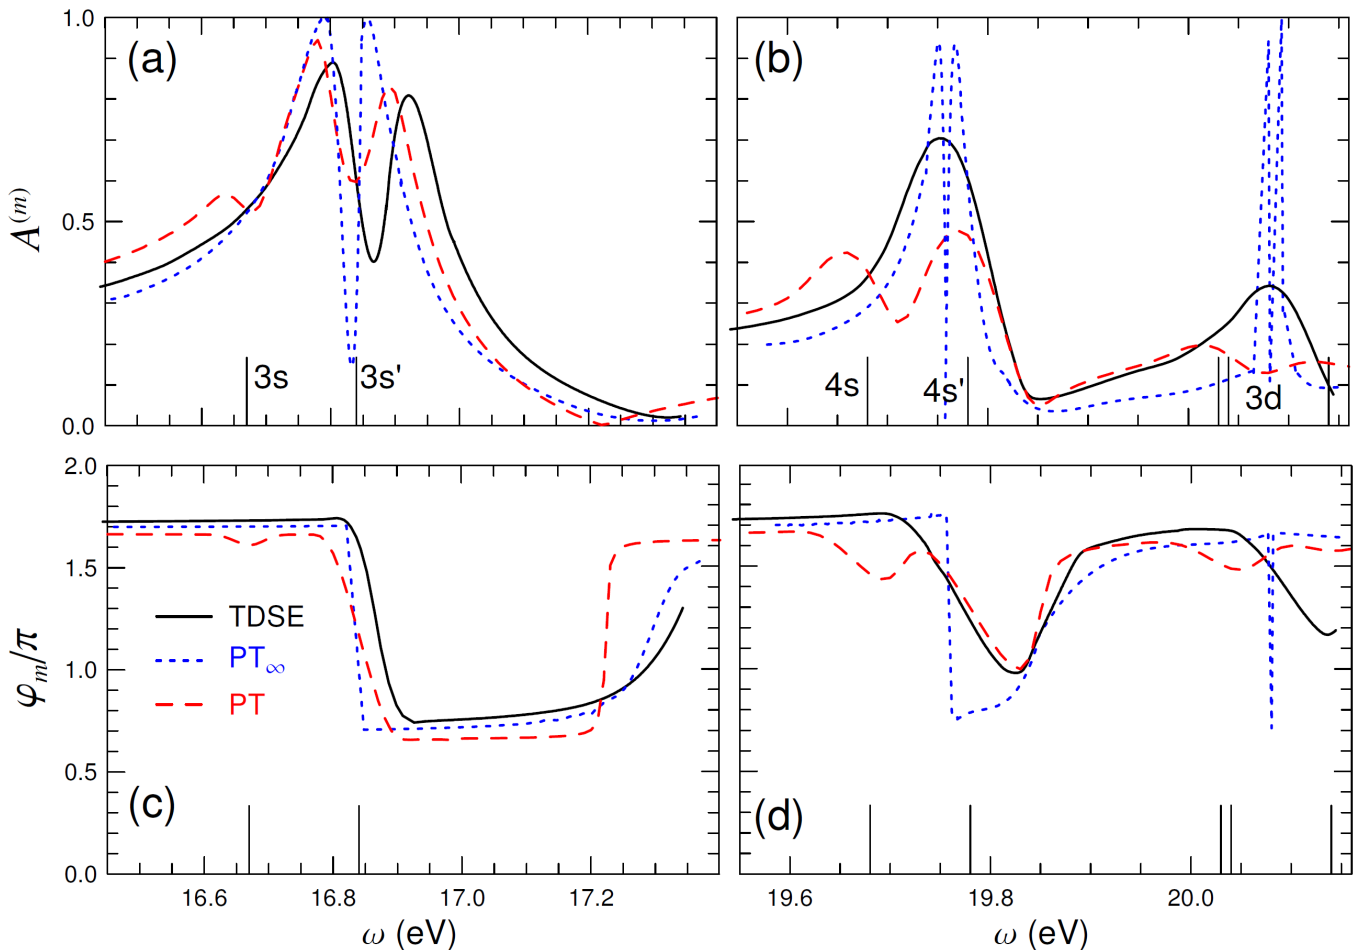 1.0
(a)
(b)
0.5
A(m)
3s
3s'
4s
4s'
3d
0.0
2.0
1.5
TDSE
PT∞
PT
φm/π
1.0
0.5
(c)
(d)
0.0
16.6
16.8
17.0
17.2
19.6
19.8
20.0
ω (eV)
ω (eV)